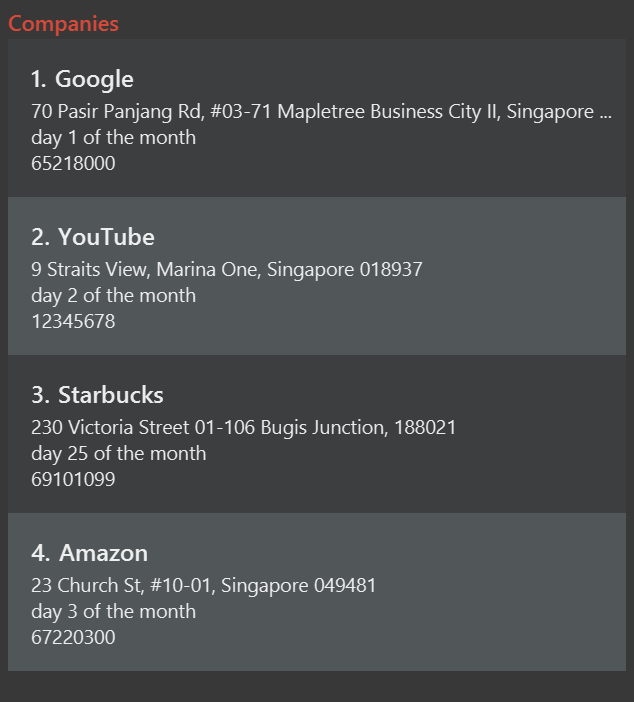 Companies
1. Google
70 Pasir Panjang Rd, #03-71 Mapletree Business City II, Singapore ...
day 1 of the month
65218000
2. YouTube
9 Straits View, Marina One, Singapore 018937
day 2 of the month
12345678
3. Starbucks
230 Victoria Street 01-106 Bugis Junction, 188021
day 25 of the month
69101099
4. Amazon
23 Church St, #10-01, Singapore 049481
day 3 of the month
67220300